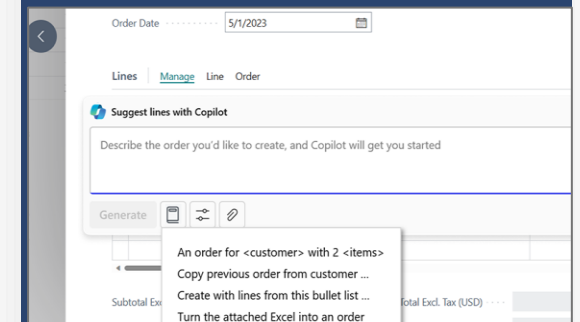 Order Date 5/1/2023
Lines Manage Line Order
Suggest lines with Copilot
Describe the order you'd like to create, and Copilot will get you started
Generate
An order for <customer> with 2 <items>
Copy previous order from customer ...
Create with lines from this bullet list ...
Subtotal Exc Total Excl. Tax (USD)
Turn the attached Excel into an order